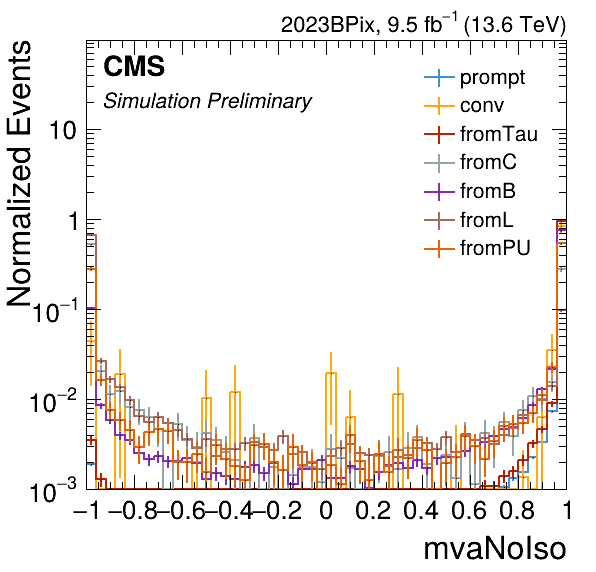 2023BPix, 9.5 fb−1 (13.6 TeV)
CMS
Simulation Preliminary
prompt
conv
fromTau
fromC
fromB
fromL
fromPU
Normalized Events
10
1
10−1
10−2
10−3
−1 −0.8 −0.6 −0.4 −0.2 0 0.2 0.4 0.6 0.8 1
mvaNoIso